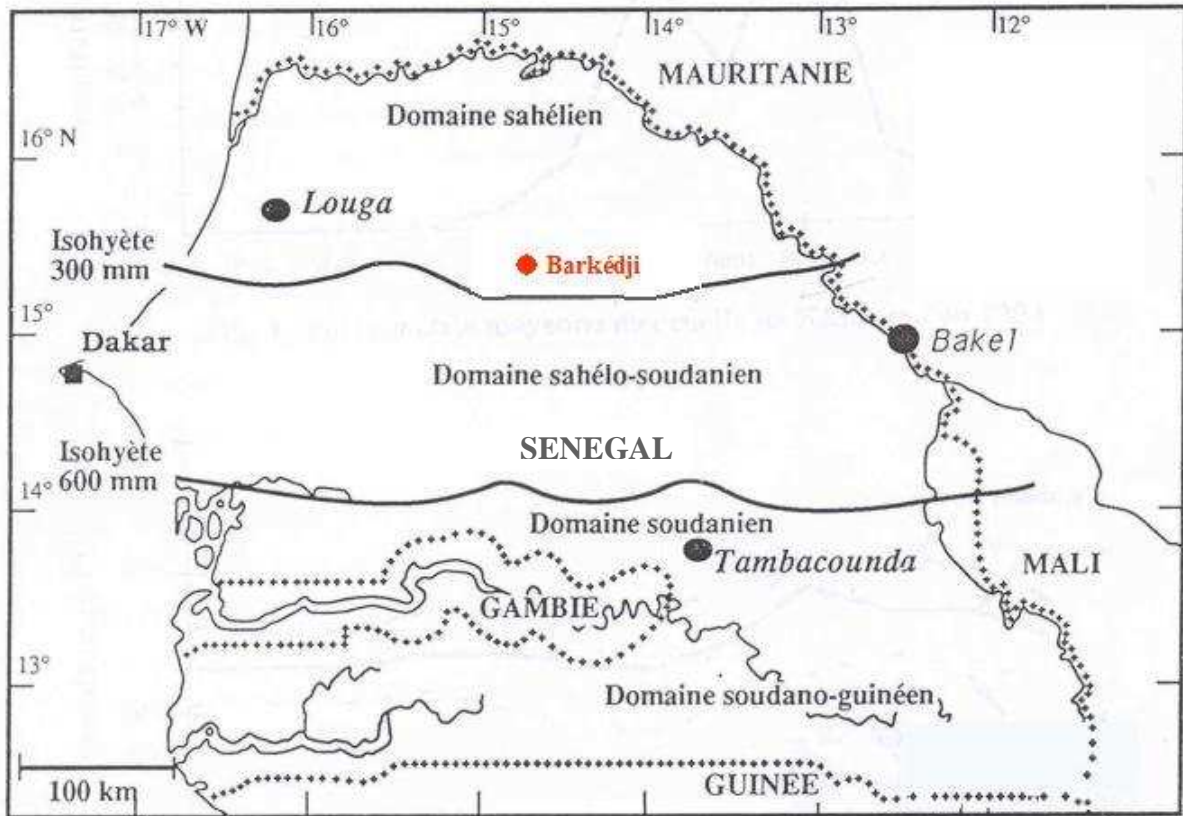 17° W
16°
15°
14°
13°
12°
MAURITANIE
Domaine sahélien
16° N
Louga
Isohyète
300 mm
Barkédji
15°
Dakar
Bakel
Domaine sahélo-soudanien
SENEGAL
Isohyète
600 mm
14°
Domaine soudanien
Tambacounda
MALI
GAMBIE
13°
Domaine soudano-guinéen
GUINEE
100 km